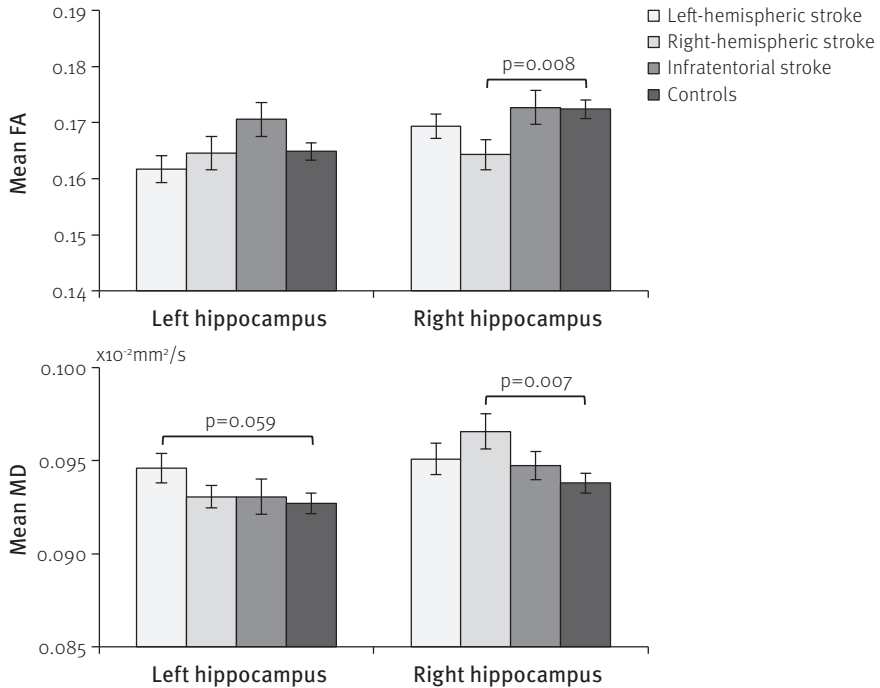 0.19
0.18
0.17
0.16
0.15
0.14
Mean FA
p=0.008
Left-hemispheric stroke
Right-hemispheric stroke
Infratentorial stroke
Controls
Left hippocampus
Right hippocampus
x10⁻²mm²/s
0.100
0.095
0.090
0.085
Mean MD
p=0.059
p=0.007
Left hippocampus
Right hippocampus